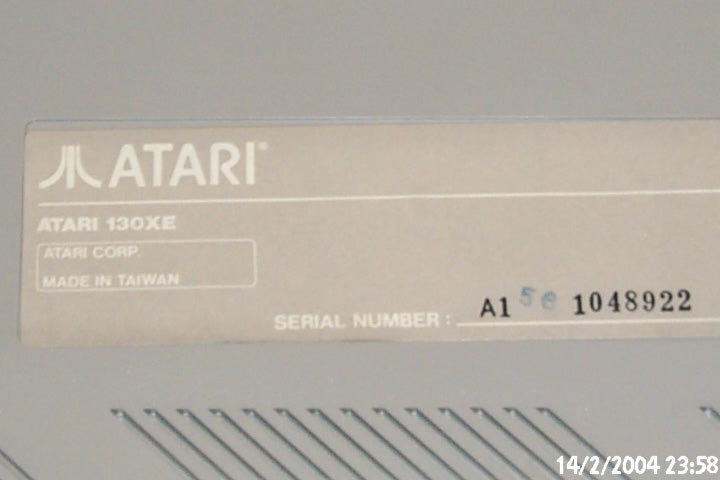 ATARI®
ATARI 130XE
ATARI CORP.
MADE IN TAIWAN
SERIAL NUMBER : A1 56 1048922
14/2/2004 23:58